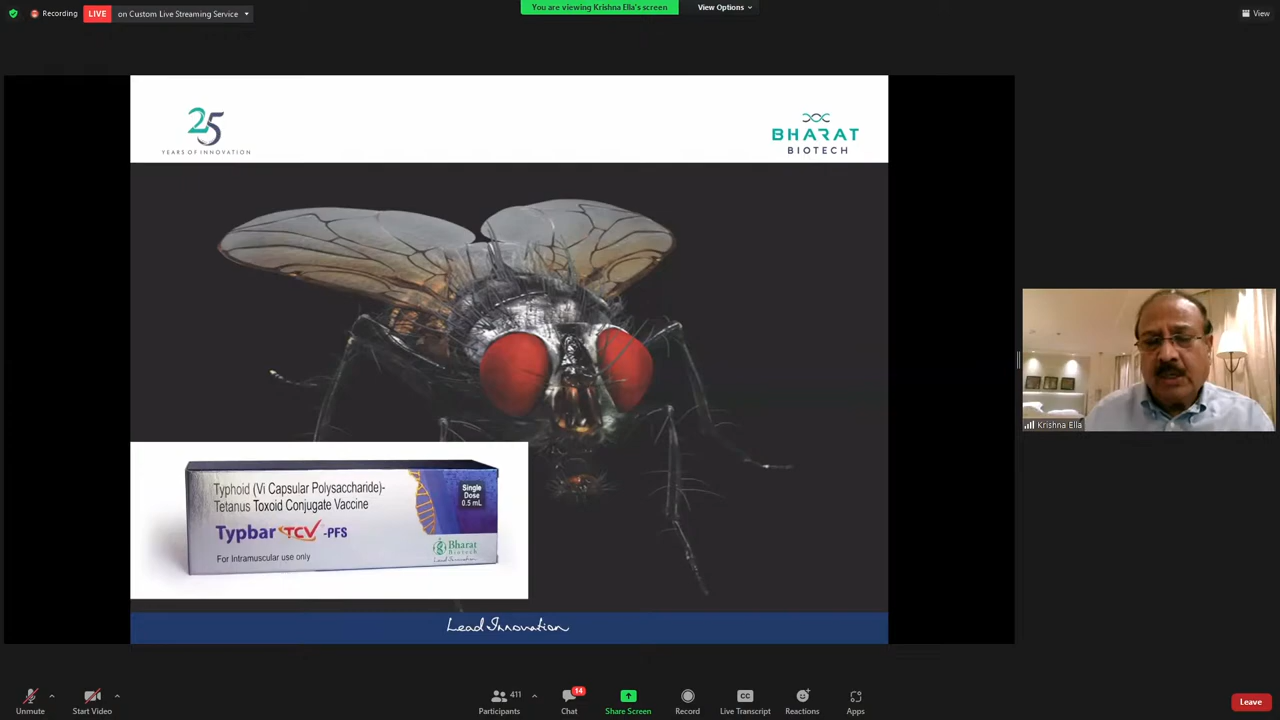 Recording
LIVE
on Custom Live Streaming Service
You are viewing Krishna Ella's screen
View Options
View
25
YEARS OF INNOVATION
BHARAT
BIOTECH
Typhoid (Vi Capsular Polysaccharide)-
Tetanus Toxoid Conjugate Vaccine
Single
Dose
0.5 mL
Typbar TCV®-PFS
For Intramuscular use only
Bharat
Biotech
Lead Innovation
Lead Innovation
Krishna Ella
Unmute
Start Video
411
Participants
14
Chat
Share Screen
Record
CC
Live Transcript
Reactions
Apps
Leave